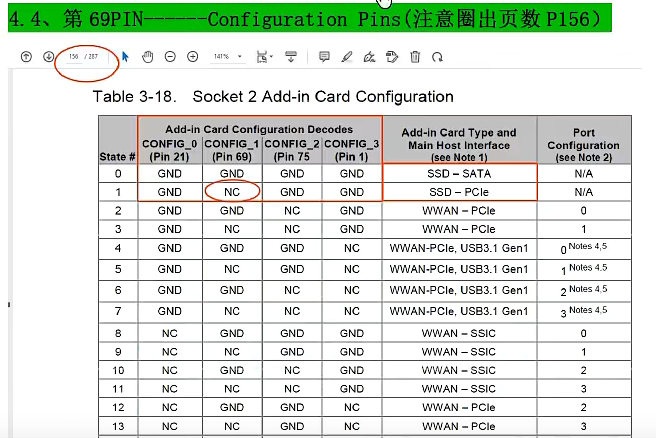 4.4、第 69PIN------Configuration Pins(注意圈出页数 P156)
156 / 287
141%
Table 3-18. Socket 2 Add-in Card Configuration
State # | Add-in Card Configuration Decodes | Add-in Card Type and Main Host Interface (see Note 1) | Port Configuration (see Note 2)
CONFIG_0 (Pin 21) | CONFIG_1 (Pin 69) | CONFIG_2 (Pin 75 | CONFIG_3 (Pin 1)
0 GND GND GND GND SSD – SATA N/A
1 GND NC GND GND SSD – PCIe N/A
2 GND GND NC GND WWAN – PCIe 0
3 GND NC NC GND WWAN – PCIe 1
4 GND GND GND NC WWAN-PCIe, USB3.1 Gen1 0 Notes 4,5
5 GND NC GND NC WWAN-PCIe, USB3.1 Gen1 1 Notes 4,5
6 GND GND NC NC WWAN-PCIe, USB3.1 Gen1 2 Notes 4,5
7 GND NC NC NC WWAN-PCIe, USB3.1 Gen1 3 Notes 4,5
8 NC GND GND GND WWAN – SSIC 0
9 NC NC GND GND WWAN – SSIC 1
10 NC GND NC GND WWAN – SSIC 2
11 NC NC NC GND WWAN – SSIC 3
12 NC GND GND NC WWAN – PCIe 2
13 NC NC GND NC WWAN – PCIe 3